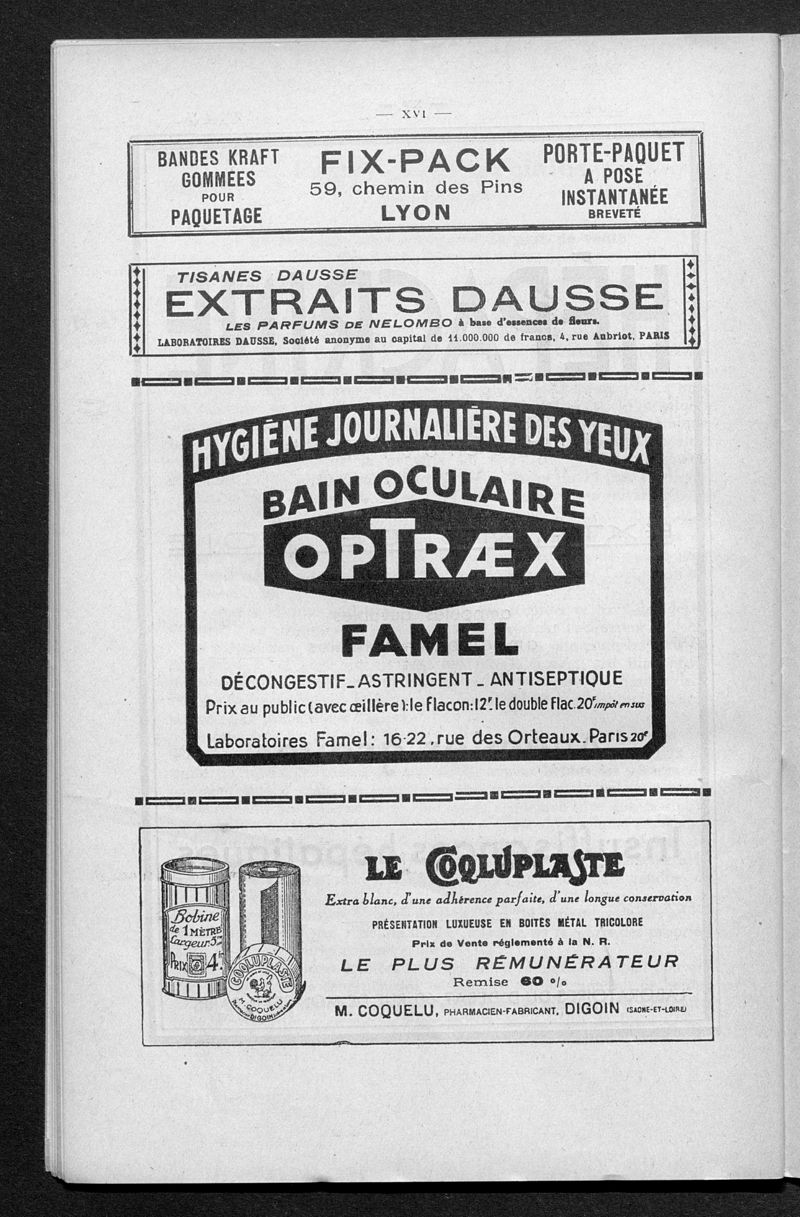 — XVI —
BANDES KRAFT
GOMMÉES
POUR
PAQUETAGE
FIX-PACK
59, chemin des Pins
LYON
PORTE-PAQUET
A POSE
INSTANTANÉE
BREVETÉ
TISANES DAUSSE
EXTRAITS DAUSSE
LES PARFUMS DE NELOMBO à base d'essences de fleurs.
LABORATOIRES DAUSSE, Société anonyme au capital de 11.000.000 de francs, 4, rue Aubriot, PARIS
HYGIÈNE JOURNALIÈRE DES YEUX
BAIN OCULAIRE
OPTRÆX
FAMEL
DÉCONGESTIF_ASTRINGENT_ANTISEPTIQUE
Prix au public (avec œillère): le flacon: 12F. le double flac. 20F impôt en sus
Laboratoires Famel: 16-22, rue des Orteaux_Paris 20e
Bobine
de 1 MÈTRE
Largeur: 5cm
PRIX 4F
COQLUPLASTE
M. COQUELU
DIGOIN
LE COQLUPLASTE
Extra blanc, d'une adhérence parfaite, d'une longue conservation
PRÉSENTATION LUXUEUSE EN BOITES MÉTAL TRICOLORE
Prix de Vente réglementé à la N. R.
LE PLUS RÉMUNÉRATEUR
Remise 60 %
M. COQUELU, PHARMACIEN-FABRICANT, DIGOIN (SAONE-ET-LOIRE)